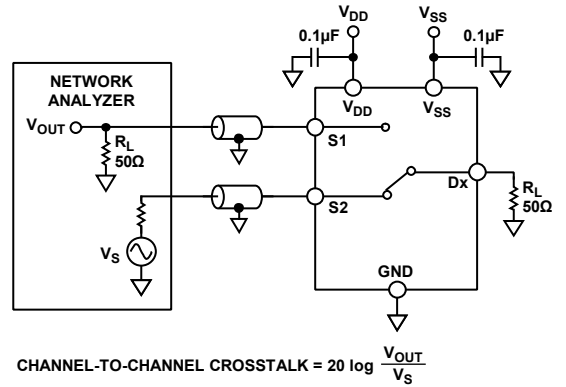 VDD
VSS
0.1µF
0.1µF
NETWORK
ANALYZER
VDD
VSS
VOUT
RL
50Ω
S1
S2
Dx
RL
50Ω
VS
GND
CHANNEL-TO-CHANNEL CROSSTALK = 20 log VOUT
VS